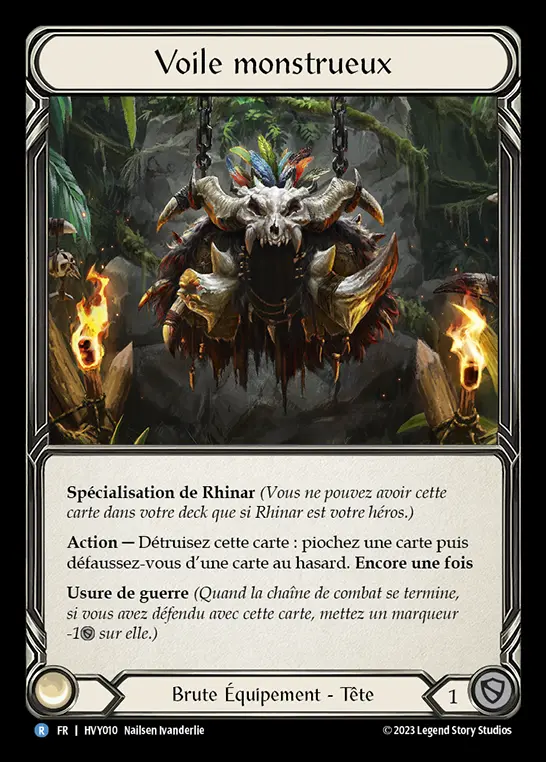 Voile monstrueux
Spécialisation de Rhinar (Vous ne pouvez avoir cette
carte dans votre deck que si Rhinar est votre héros.)
Action — Détruisez cette carte : piochez une carte puis
défaussez-vous d'une carte au hasard. Encore une fois
Usure de guerre (Quand la chaîne de combat se termine,
si vous avez défendu avec cette carte, mettez un marqueur
-1 sur elle.)
Brute Équipement - Tête
1
R FR | HVY010 Nailsen Ivanderlie
©2023 Legend Story Studios